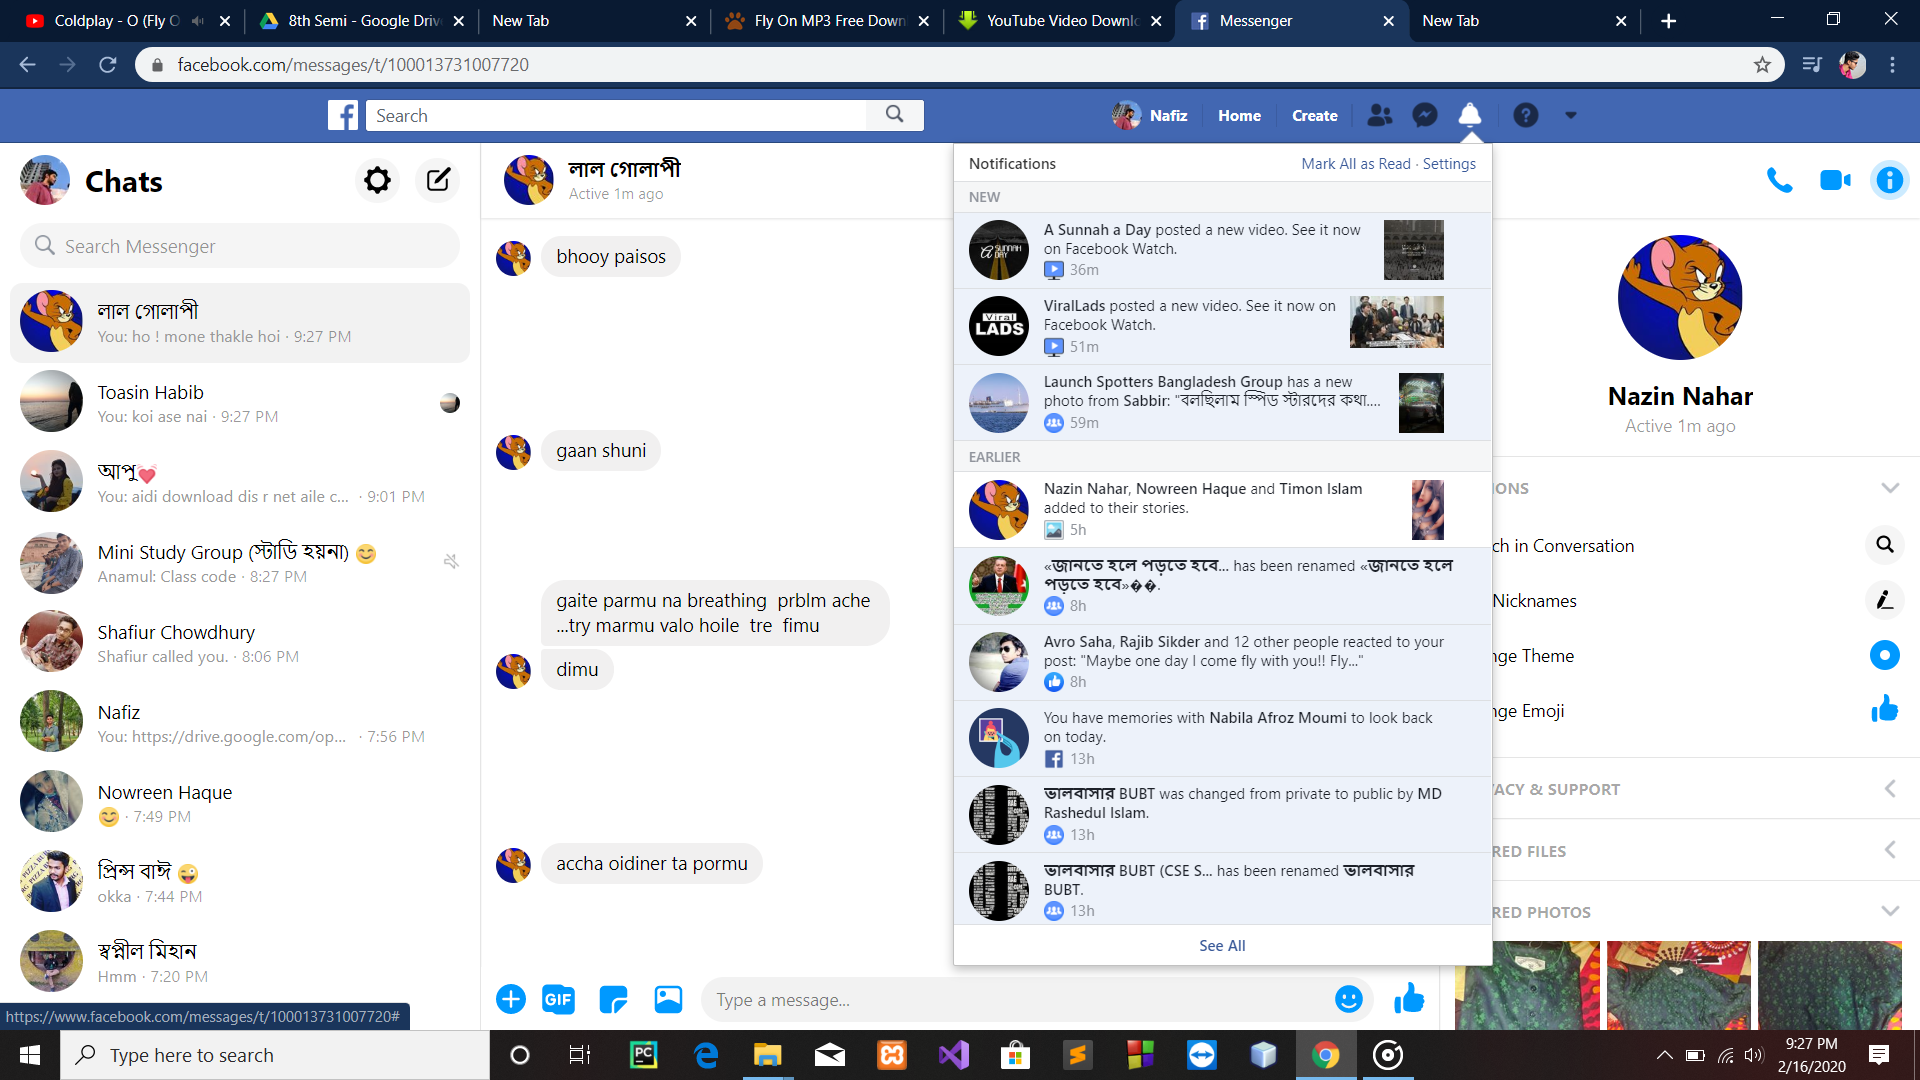 Coldplay - O (Fly O
8th Semi - Google Driv
New Tab
Fly On MP3 Free Down
YouTube Video Downlo
Messenger
New Tab
facebook.com/messages/t/100013731007720
Search
Nafiz
Home
Create
Chats
Search Messenger
লাল গোলাপী
You: ho ! mone thakle hoi · 9:27 PM
Toasin Habib
You: koi ase nai · 9:27 PM
আপু💓
You: aidi download dis r net aile c... · 9:01 PM
Mini Study Group (স্টাডি হয়না) 😊
Anamul: Class code · 8:27 PM
Shafiur Chowdhury
Shafiur called you. · 8:06 PM
Nafiz
You: https://drive.google.com/op... · 7:56 PM
Nowreen Haque
😊 · 7:49 PM
প্রিন্স বাঈ 😜
okka · 7:44 PM
স্বপ্নীল মিহান
Hmm · 7:20 PM
https://www.facebook.com/messages/t/100013731007720#
লাল গোলাপী
Active 1m ago
bhooy paisos
gaan shuni
gaite parmu na breathing prblm ache
...try marmu valo hoile tre fimu
dimu
accha oidiner ta pormu
GIF
Type a message...
Notifications
Mark All as Read · Settings
NEW
A Sunnah a Day posted a new video. See it now
on Facebook Watch.
36m
ViralLads posted a new video. See it now on
Facebook Watch.
51m
Viral
LADS
Launch Spotters Bangladesh Group has a new
photo from Sabbir: "বলছিলাম স্পিড স্টারদের কথা....
59m
EARLIER
Nazin Nahar, Nowreen Haque and Timon Islam
added to their stories.
5h
«জানতে হলে পড়তে হবে... has been renamed «জানতে হলে
পড়তে হবে»��.
8h
Avro Saha, Rajib Sikder and 12 other people reacted to your
post: "Maybe one day I come fly with you!! Fly..."
8h
You have memories with Nabila Afroz Moumi to look back
on today.
13h
ভালবাসার BUBT was changed from private to public by MD
Rashedul Islam.
13h
ভালবাসার BUBT (CSE S... has been renamed ভালবাসার
BUBT.
13h
See All
Nazin Nahar
Active 1m ago
IONS
ch in Conversation
Nicknames
nge Theme
nge Emoji
VACY & SUPPORT
RED FILES
RED PHOTOS
Type here to search
9:27 PM
2/16/2020